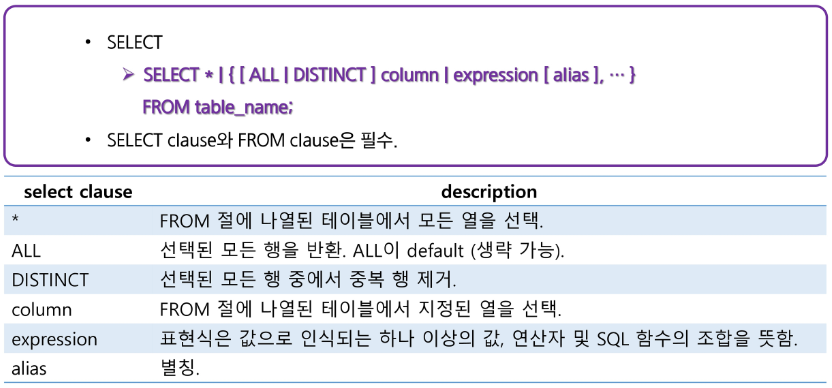 • SELECT
➢ SELECT * | { [ ALL | DISTINCT ] column | expression [ alias ], ⋯ }
FROM table_name;
• SELECT clause와 FROM clause은 필수.
select clause description
* FROM 절에 나열된 테이블에서 모든 열을 선택.
ALL 선택된 모든 행을 반환. ALL이 default (생략 가능).
DISTINCT 선택된 모든 행 중에서 중복 행 제거.
column FROM 절에 나열된 테이블에서 지정된 열을 선택.
expression 표현식은 값으로 인식되는 하나 이상의 값, 연산자 및 SQL 함수의 조합을 뜻함.
alias 별칭.